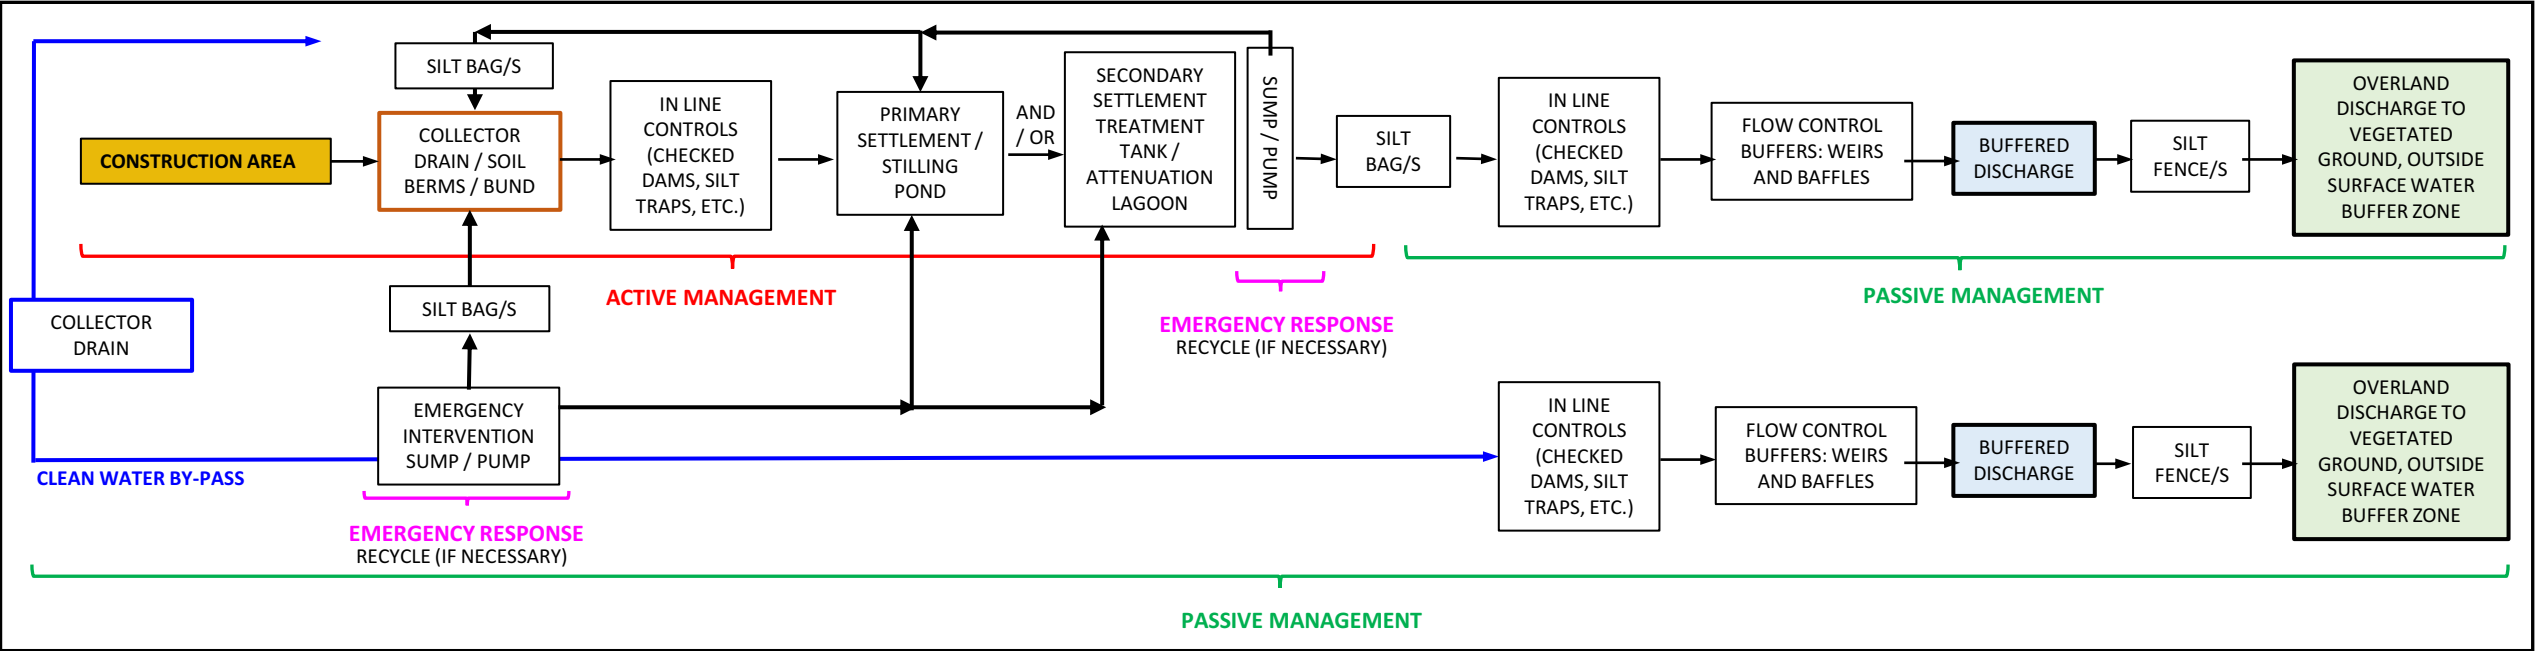 SILT BAG/S
CONSTRUCTION AREA
COLLECTOR
DRAIN / SOIL
BERMS / BUND
IN LINE
CONTROLS
(CHECKED
DAMS, SILT
TRAPS, ETC.)
PRIMARY
SETTLEMENT /
STILLING
POND
AND
/ OR
SECONDARY
SETTLEMENT
TREATMENT
TANK /
ATTENUATION
LAGOON
SUMP / PUMP
SILT
BAG/S
IN LINE
CONTROLS
(CHECKED
DAMS, SILT
TRAPS, ETC.)
FLOW CONTROL
BUFFERS: WEIRS
AND BAFFLES
BUFFERED
DISCHARGE
SILT
FENCE/S
OVERLAND
DISCHARGE TO
VEGETATED
GROUND, OUTSIDE
SURFACE WATER
BUFFER ZONE
ACTIVE MANAGEMENT
EMERGENCY RESPONSE
RECYCLE (IF NECESSARY)
PASSIVE MANAGEMENT
COLLECTOR
DRAIN
SILT BAG/S
EMERGENCY
INTERVENTION
SUMP / PUMP
CLEAN WATER BY-PASS
EMERGENCY RESPONSE
RECYCLE (IF NECESSARY)
IN LINE
CONTROLS
(CHECKED
DAMS, SILT
TRAPS, ETC.)
FLOW CONTROL
BUFFERS: WEIRS
AND BAFFLES
BUFFERED
DISCHARGE
SILT
FENCE/S
OVERLAND
DISCHARGE TO
VEGETATED
GROUND, OUTSIDE
SURFACE WATER
BUFFER ZONE
PASSIVE MANAGEMENT